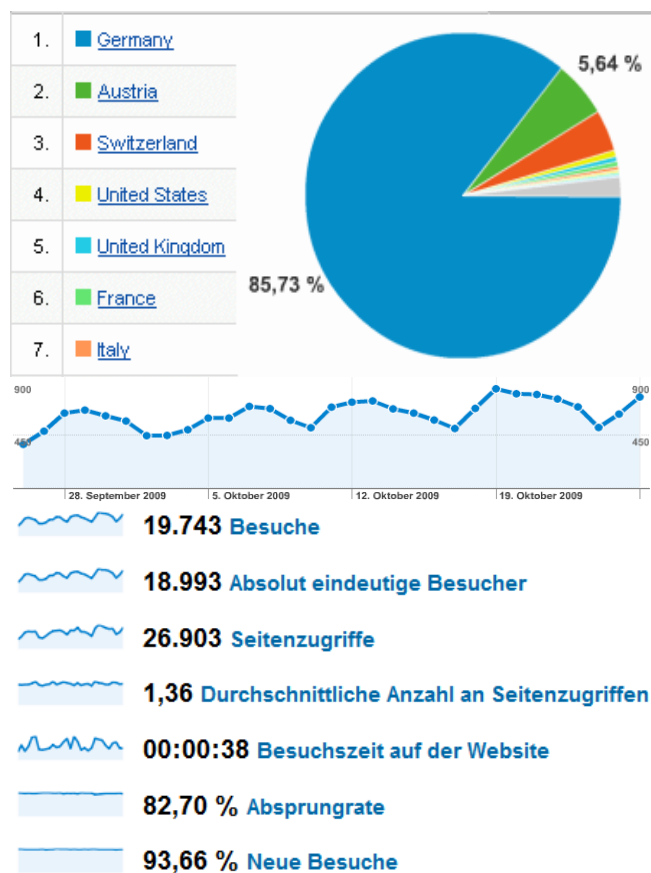 1. Germany
2. Austria
3. Switzerland
4. United States
5. United Kingdom
6. France
7. Italy
5,64 %
85,73 %
900 900
450 450
28. September 2009 5. Oktober 2009 12. Oktober 2009 19. Oktober 2009
19.743 Besuche
18.993 Absolut eindeutige Besucher
26.903 Seitenzugriffe
1,36 Durchschnittliche Anzahl an Seitenzugriffen
00:00:38 Besuchszeit auf der Website
82,70 % Absprungrate
93,66 % Neue Besuche